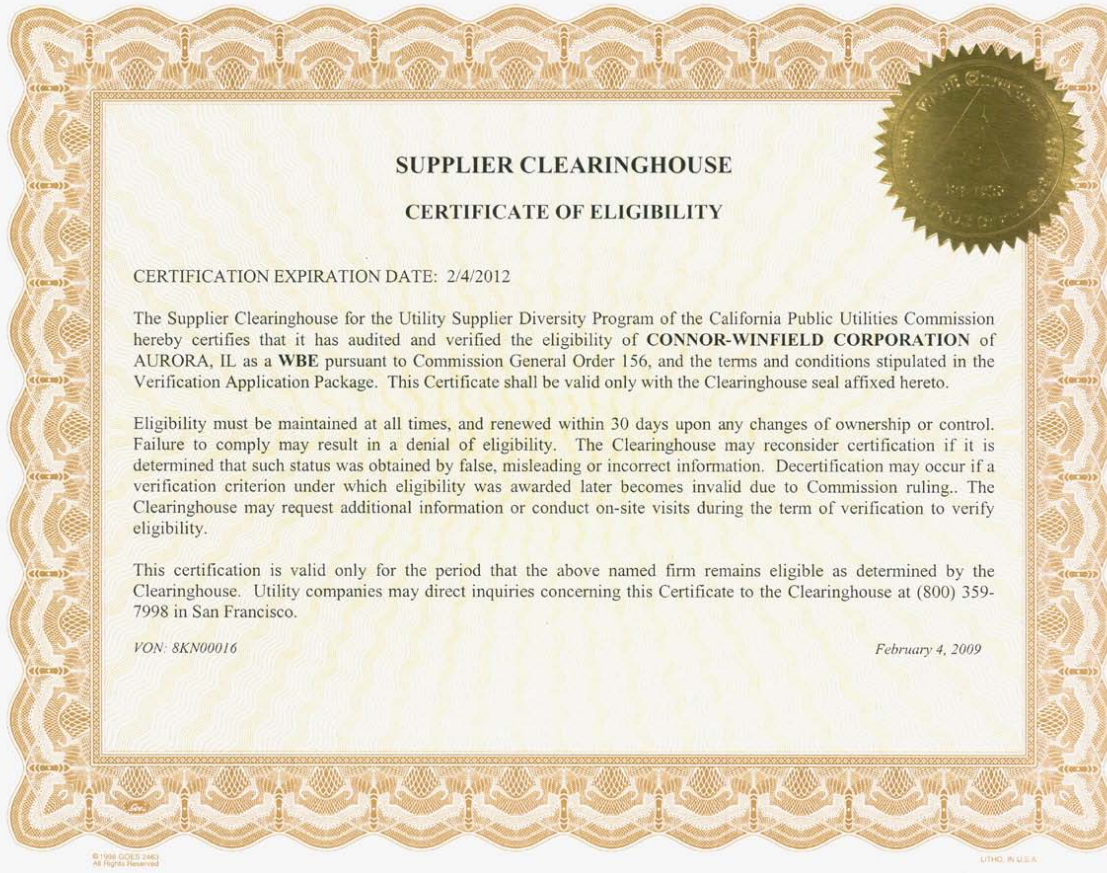 SUPPLIER CLEARINGHOUSE
CERTIFICATE OF ELIGIBILITY
CERTIFICATION EXPIRATION DATE: 2/4/2012
The Supplier Clearinghouse for the Utility Supplier Diversity Program of the California Public Utilities Commission
hereby certifies that it has audited and verified the eligibility of CONNOR-WINFIELD CORPORATION of
AURORA, IL as a WBE pursuant to Commission General Order 156, and the terms and conditions stipulated in the
Verification Application Package. This Certificate shall be valid only with the Clearinghouse seal affixed hereto.
Eligibility must be maintained at all times, and renewed within 30 days upon any changes of ownership or control.
Failure to comply may result in a denial of eligibility. The Clearinghouse may reconsider certification if it is
determined that such status was obtained by false, misleading or incorrect information. Decertification may occur if a
verification criterion under which eligibility was awarded later becomes invalid due to Commission ruling.. The
Clearinghouse may request additional information or conduct on-site visits during the term of verification to verify
eligibility.
This certification is valid only for the period that the above named firm remains eligible as determined by the
Clearinghouse. Utility companies may direct inquiries concerning this Certificate to the Clearinghouse at (800) 359-
7998 in San Francisco.
VON: 8KN00016
February 4, 2009
© 1998 GOES 2463
All Rights Reserved
LITHO. IN U.S.A.